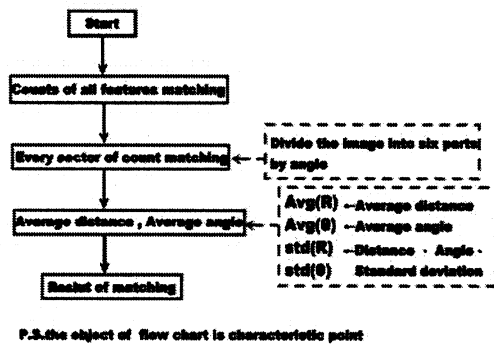 Start
Counts of all features matching
Every sector of count matching
Divide the image into six parts
by angle
Average distance , Average angle
Avg(R) --Average distance
Avg(θ) --Average angle
std(R) --Distance · Angle ·
std(θ) Standard deviation ·
Reslst of matching
P.S.the object of flow chart is characteristic point